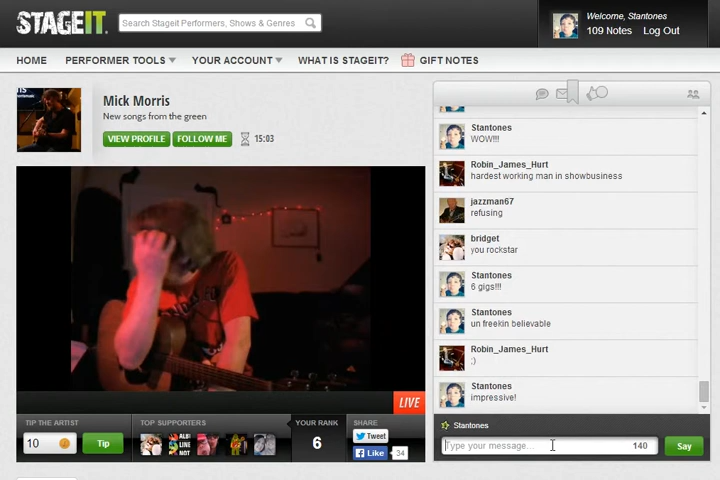 STAGEIT.
Search Stageit Performers, Shows & Genres
Welcome, Stantones
109 Notes Log Out
HOME PERFORMER TOOLS YOUR ACCOUNT WHAT IS STAGEIT? GIFT NOTES
Mick Morris
New songs from the green
VIEW PROFILE FOLLOW ME 15:03
Stantones
WOW!!!
Robin_James_Hurt
hardest working man in showbusiness
jazzman67
refusing
bridget
you rockstar
Stantones
6 gigs!!!
Stantones
un freekin believable
Robin_James_Hurt
;)
Stantones
impressive!
LIVE
TIP THE ARTIST
10 Tip
TOP SUPPORTERS
ALBI
LINE
NOT
YOUR RANK
6
SHARE
Tweet
Like 34
Stantones
Type your message... 140 Say